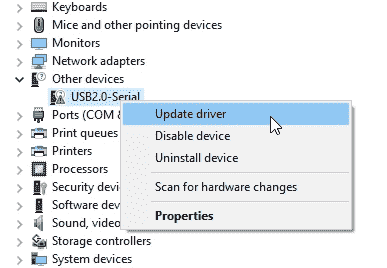 Keyboards
Mice and other pointing devices
Monitors
Network adapters
Other devices
USB2.0-Serial
Ports (COM &
Print queues
Printers
Processors
Security devi
Software dev
Sound, video
Storage controllers
System devices
Update driver
Disable device
Uninstall device
Scan for hardware changes
Properties